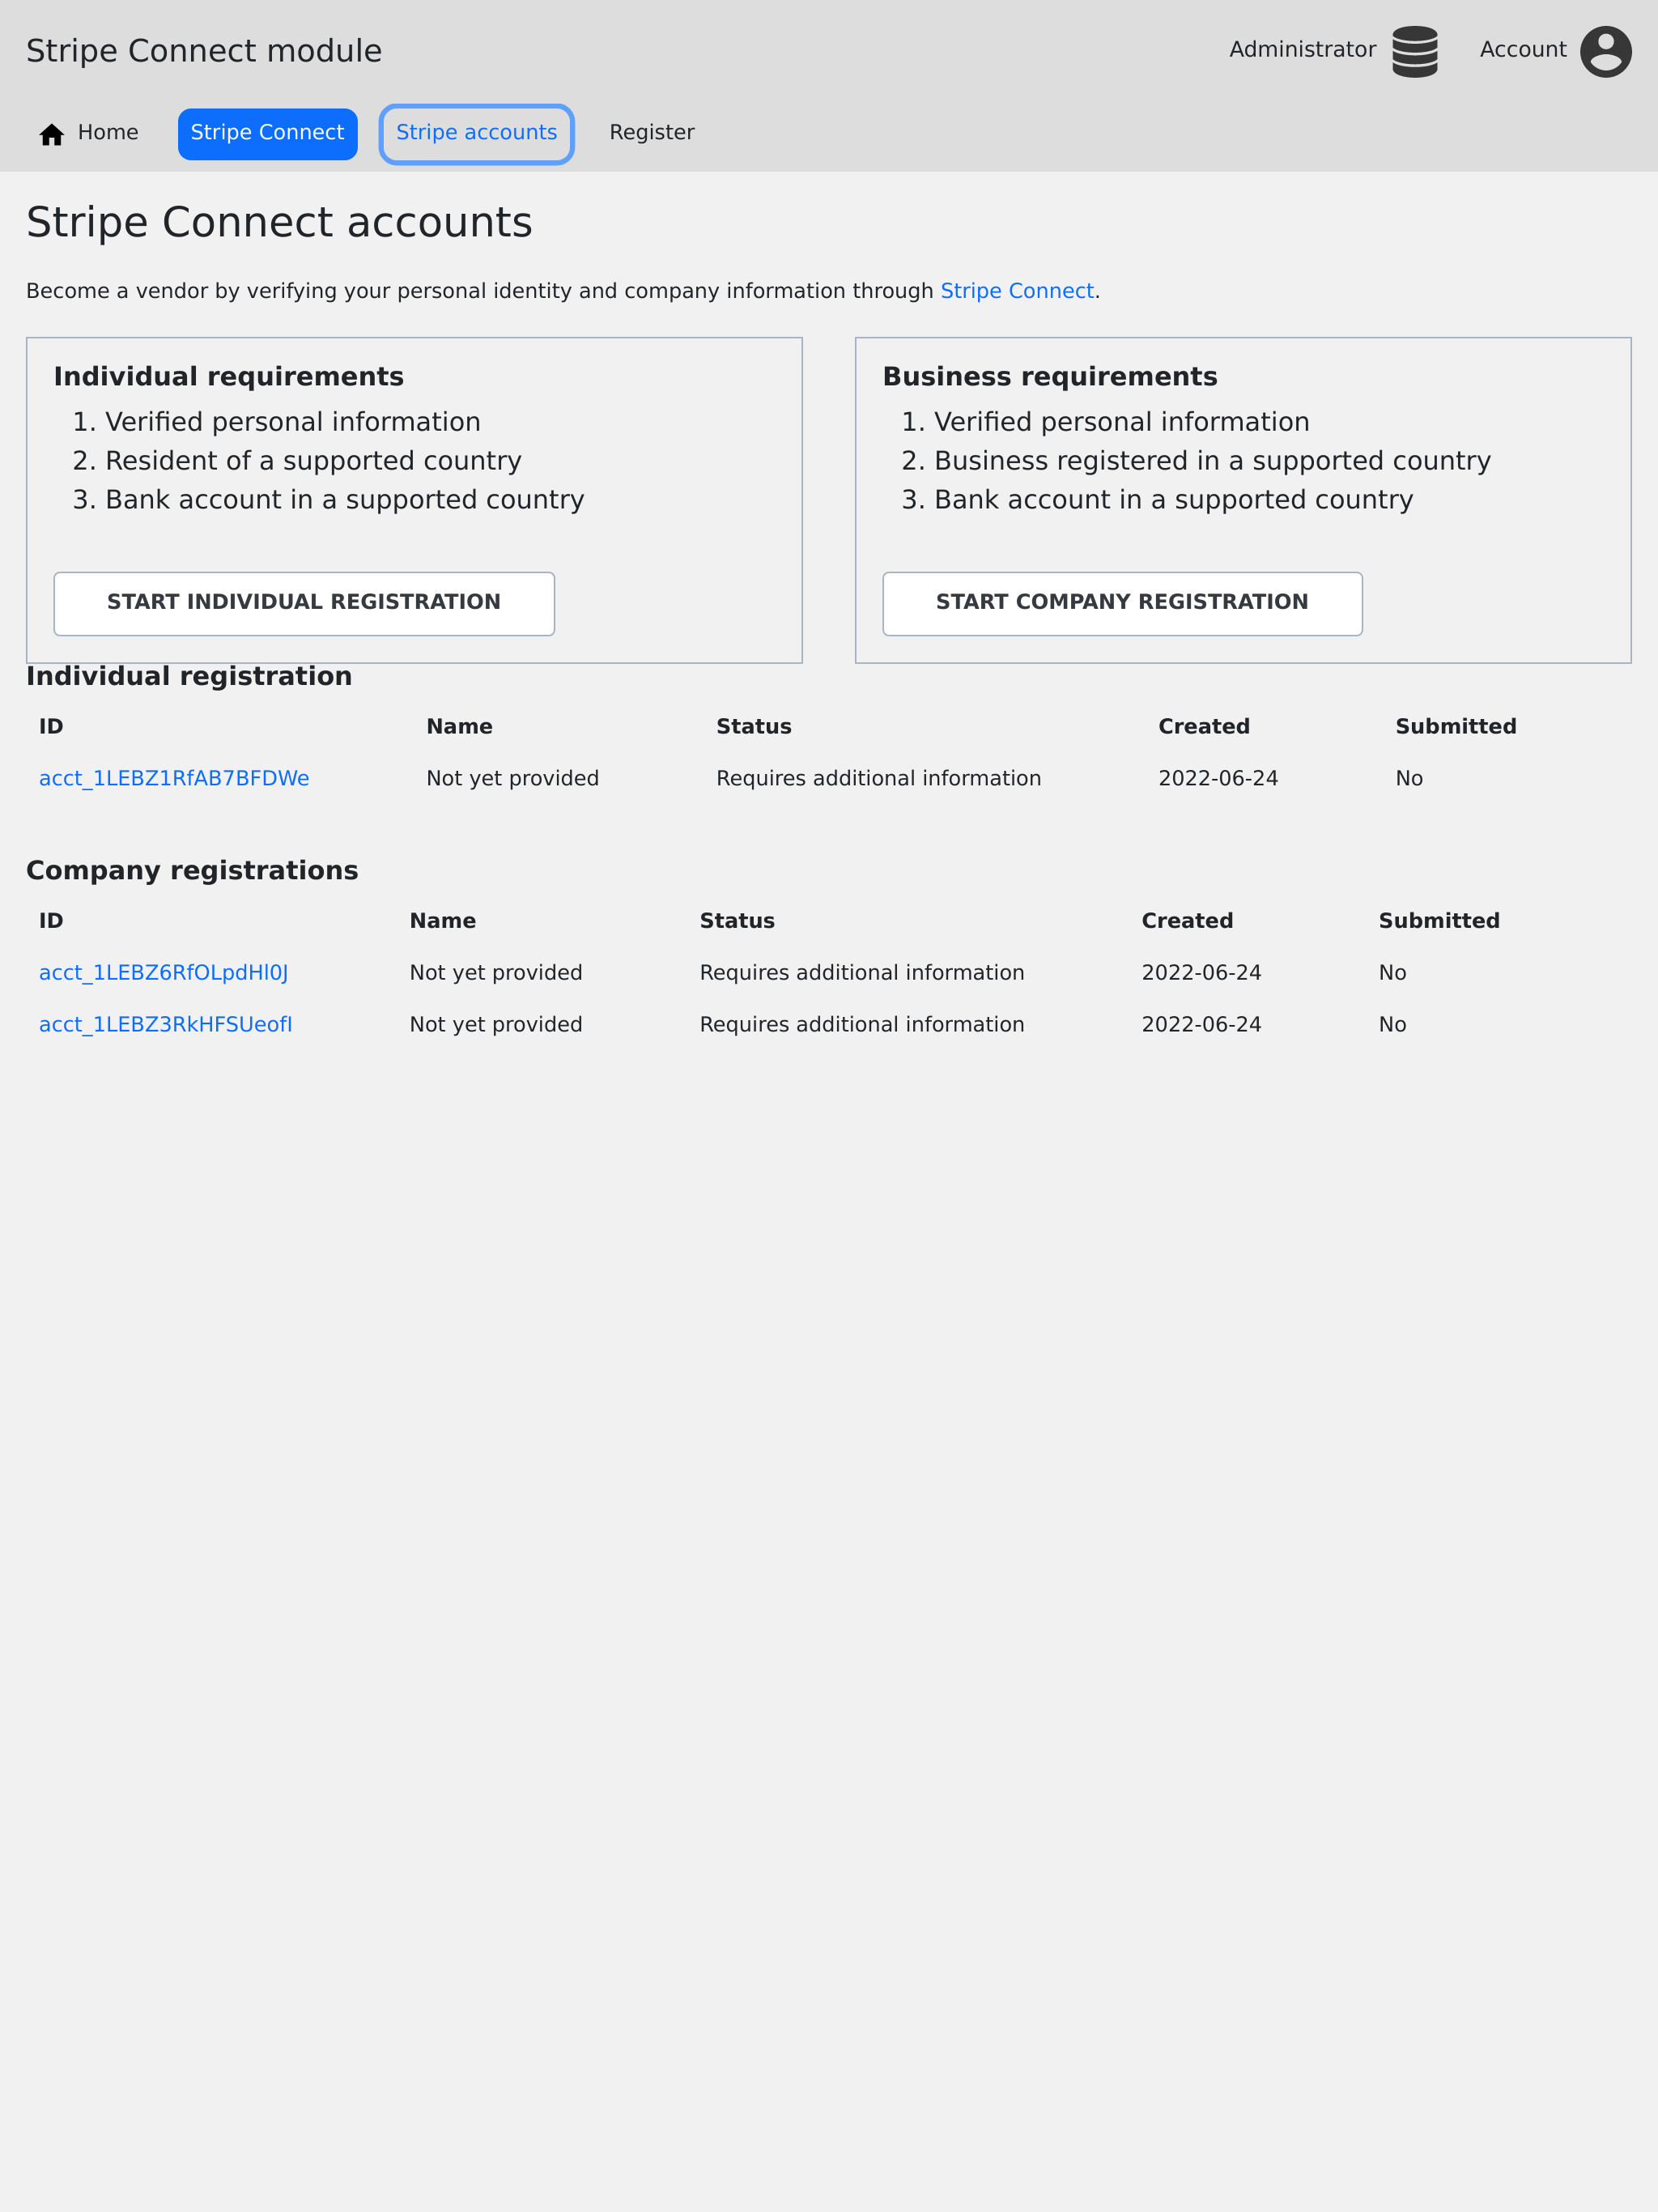 Stripe Connect module
Administrator
Account
Home
Stripe Connect
Stripe accounts
Register
Stripe Connect accounts
Become a vendor by verifying your personal identity and company information through Stripe Connect.
Individual requirements
1. Verified personal information
2. Resident of a supported country
3. Bank account in a supported country
START INDIVIDUAL REGISTRATION
Business requirements
1. Verified personal information
2. Business registered in a supported country
3. Bank account in a supported country
START COMPANY REGISTRATION
Individual registration
ID Name Status Created Submitted
acct_1LEBZ1RfAB7BFDWe Not yet provided Requires additional information 2022-06-24 No
Company registrations
ID Name Status Created Submitted
acct_1LEBZ6RfOLpdHl0J Not yet provided Requires additional information 2022-06-24 No
acct_1LEBZ3RkHFSUeofI Not yet provided Requires additional information 2022-06-24 No